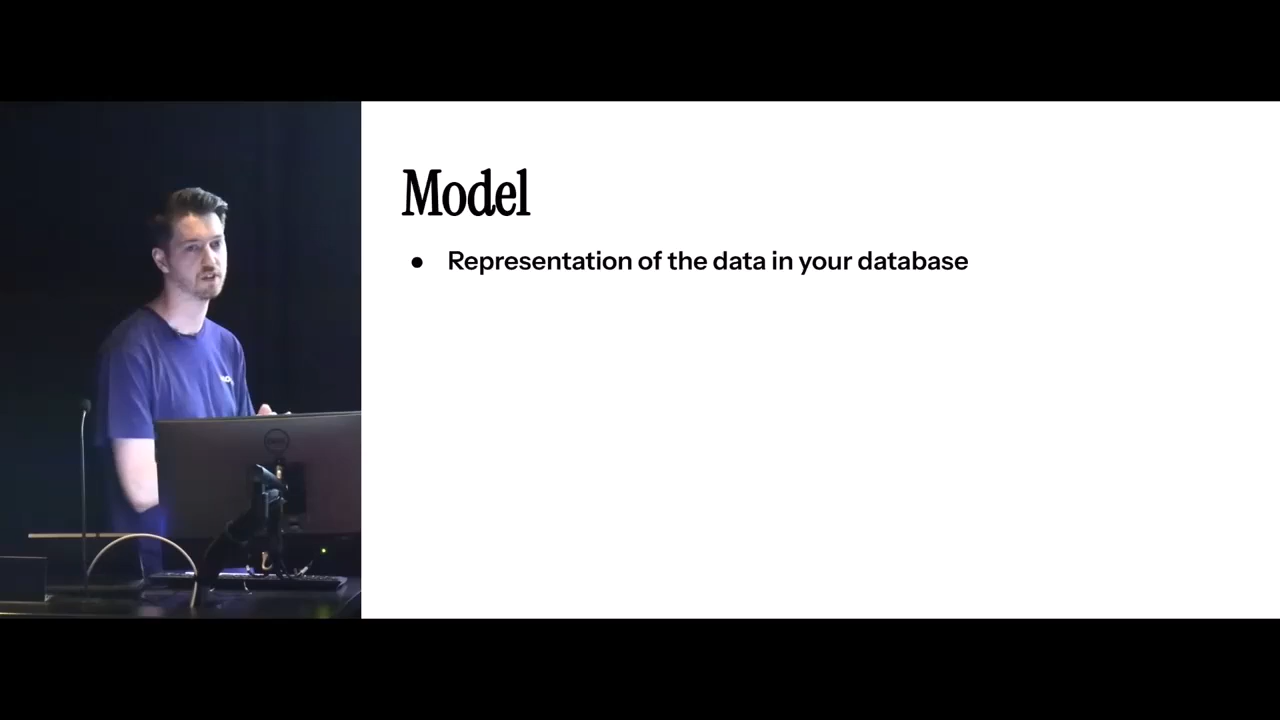 Model
● Representation of the data in your database